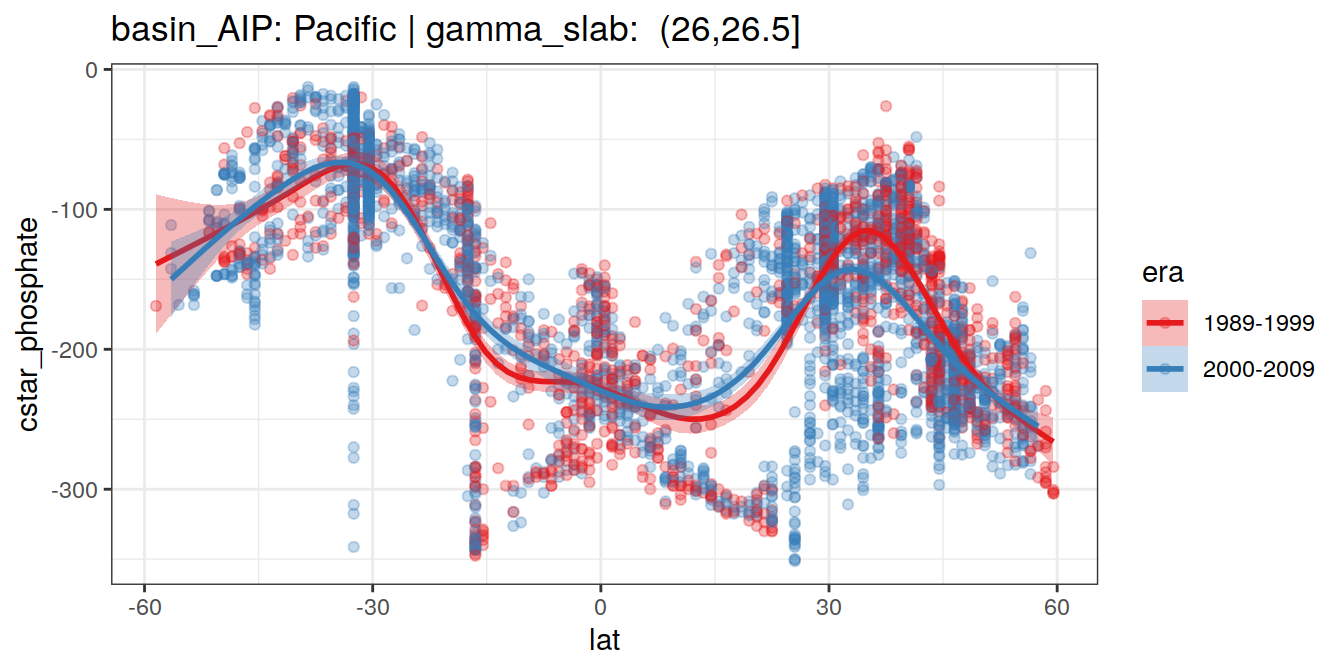 basin_AIP: Pacific | gamma_slab:  (26,26.5]
cstar_phosphate
0
-100
-200
-300
-60
-30
0
30
60
lat
era
1989-1999
2000-2009